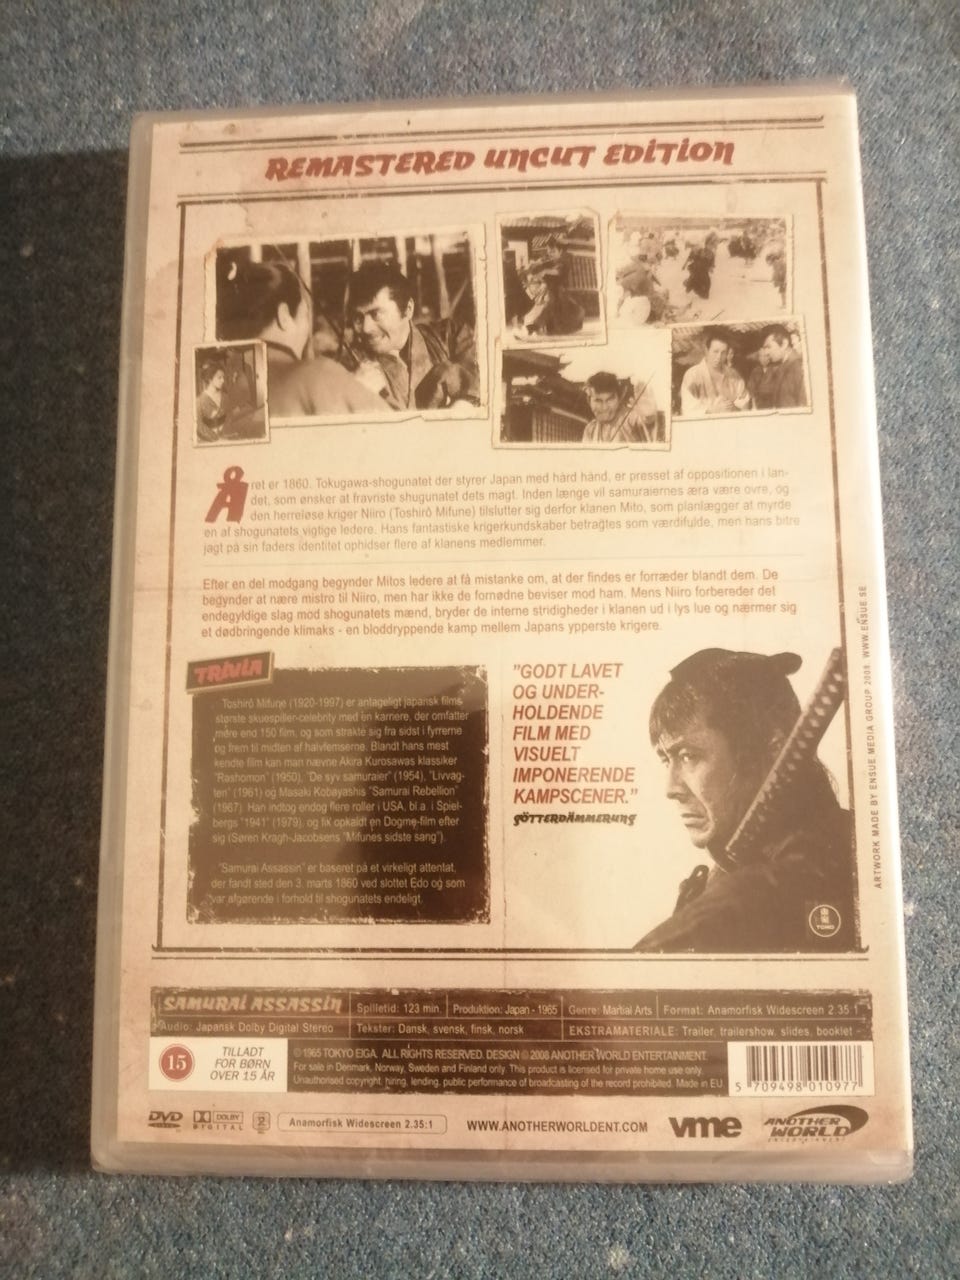 REMASTERED UNCUT EDITION
Året er 1860. Tokugawa-shogunatet der styrer Japan med hård hånd, er presset af oppositionen i lan-
det, som ønsker at fravriste shugunatet dets magt. Inden længe vil samuraiernes æra være ovre, og
den herreløse kriger Niiro (Toshirô Mifune) tilslutter sig derfor klanen Mito, som planlægger at myrde
en af shogunatets vigtige ledere. Hans fantastiske krigerkundskaber betragtes som værdifulde, men hans bitre
jagt på sin faders identitet ophidser flere af klanens medlemmer.
Efter en del modgang begynder Mitos ledere at få mistanke om, at der findes er forræder blandt dem. De
begynder at nære mistro til Niiro, men har ikke de fornødne beviser mod ham. Mens Niiro forbereder det
endegyldige slag mod shogunatets mænd, bryder de interne stridigheder i klanen ud i lys lue og nærmer sig
et dødbringende klimaks - en bloddryppende kamp mellem Japans ypperste krigere.
TRIVIA
Toshirô Mifune (1920-1997) er antageligt japansk films
største skuespiller-celebrity med en karriere, der omfatter
mere end 150 film, og som strakte sig fra sidst i fyrrerne
og frem til midten af halvfemserne. Blandt hans mest
kendte film kan man nævne Akira Kurosawas klassiker
"Rashomon" (1950), "De syv samuraier" (1954), "Livvag-
ten" (1961) og Masaki Kobayashis "Samurai Rebellion"
(1967). Han indtog endog flere roller i USA, bl.a. i Spiel-
bergs "1941" (1979), og fik opkaldt en Dogme-film efter
sig (Søren Kragh-Jacobsens "Mifunes sidste sang").
"Samurai Assassin" er baseret på et virkeligt attentat,
der fandt sted den 3. marts 1860 ved slottet Edo og som
var afgørende i forhold til shogunatets endeligt.
"GODT LAVET
OG UNDER-
HOLDENDE
FILM MED
VISUELT
IMPONERENDE
KAMPSCENER."
GÖTTERDÄMMERUNG
TOHO
ARTWORK MADE BY ENSUE MEDIA GROUP 2008. WWW.ENSUE.SE
SAMURAI ASSASSIN
Spilletid: 123 min.
Produktion: Japan - 1965
Genre: Martial Arts
Format: Anamorfisk Widescreen 2.35:1
Audio: Japansk Dolby Digital Stereo
Tekster: Dansk, svensk, finsk, norsk
EKSTRAMATERIALE: Trailer, trailershow, slides, booklet
15
TILLADT
FOR BØRN
OVER 15 ÅR
© 1965 TOKYO EIGA. ALL RIGHTS RESERVED. DESIGN © 2008 ANOTHER WORLD ENTERTAINMENT.
For sale in Denmark, Norway, Sweden and Finland only. This product is licensed for private home use only.
Unauthorised copyright, hiring, lending, public performance of broadcasting of the record prohibited. Made in EU
5 709498 010977
DVD
DOLBY
DIGITAL
2
Anamorfisk Widescreen 2.35:1
WWW.ANOTHERWORLDENT.COM
vme
ANOTHER
WORLD
ENTERTAINMENT